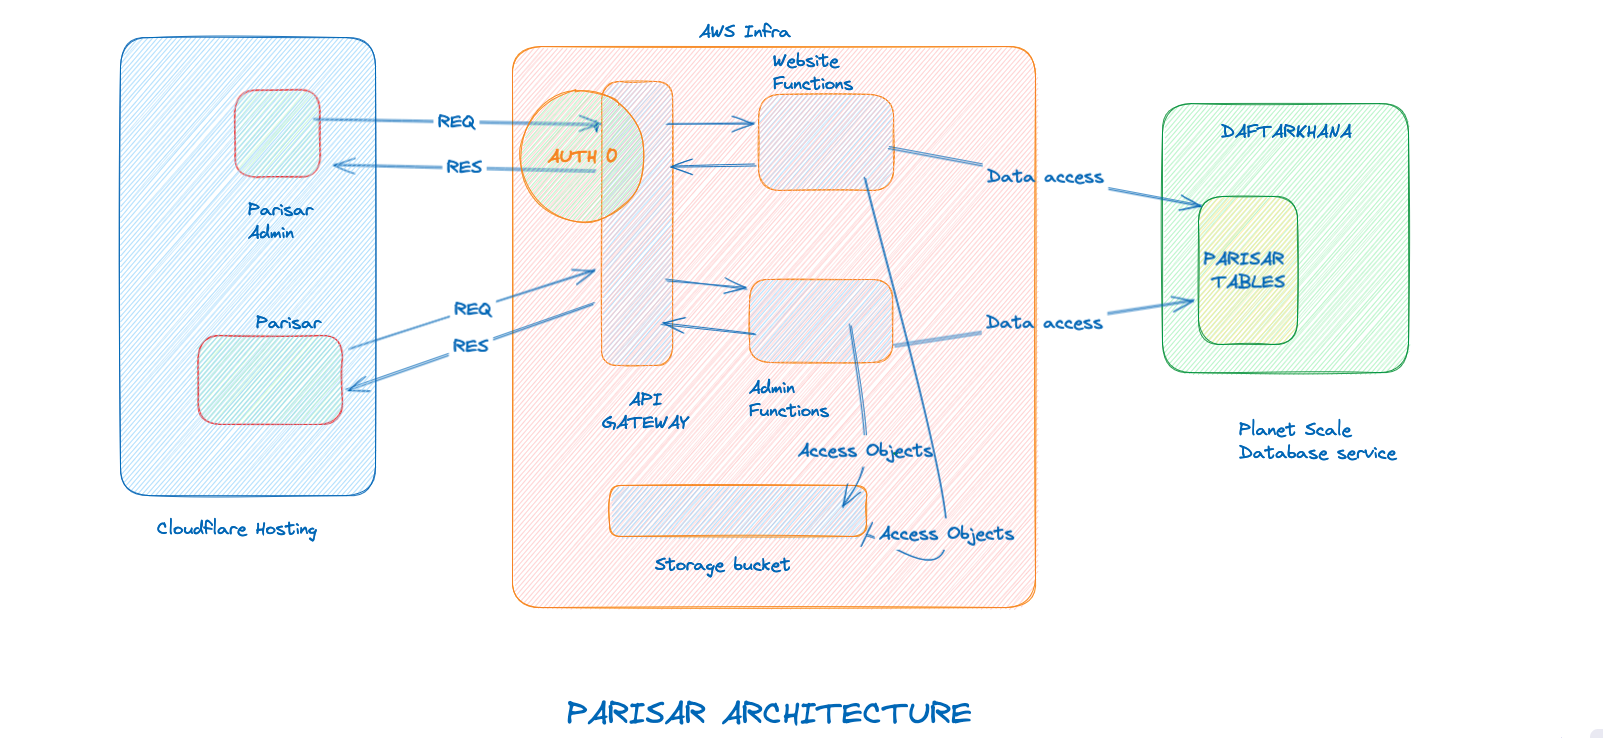 AWS Infra
Website
Functions
REQ
AUTH 0
RES
Parisar
Admin
Data access
DAFTARKHANA
PARISAR
TABLES
REQ
Parisar
RES
Data access
API
GATEWAY
Admin
Functions
Access Objects
Planet Scale
Database service
Cloudflare Hosting
Access Objects
Storage bucket
PARISAR ARCHITECTURE